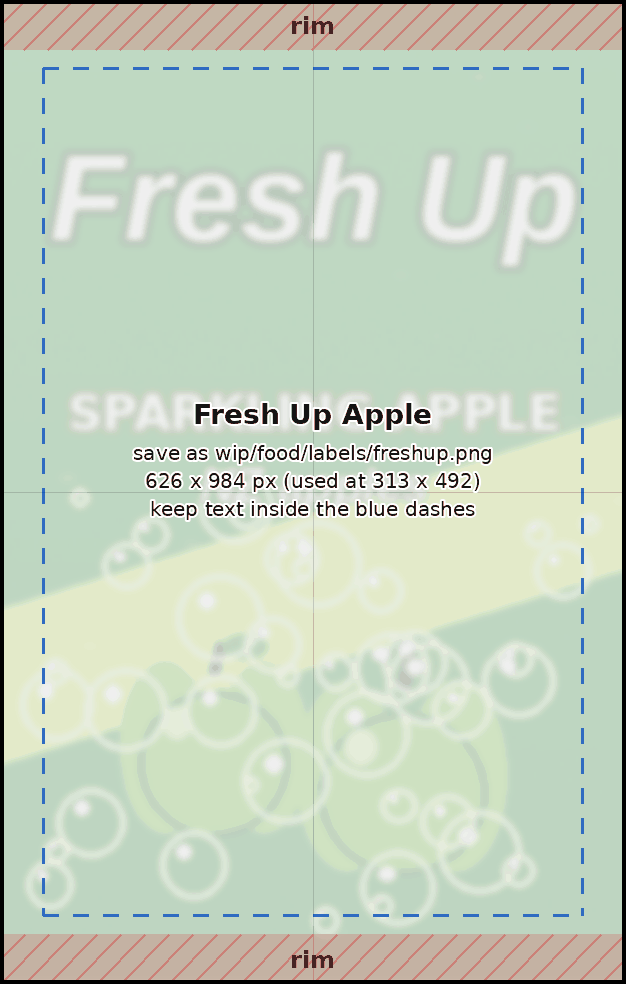 rim
Fresh Up
SPARKLING APPLE
Fresh Up Apple
save as wip/food/labels/freshup.png
626 x 984 px (used at 313 x 492)
keep text inside the blue dashes
rim